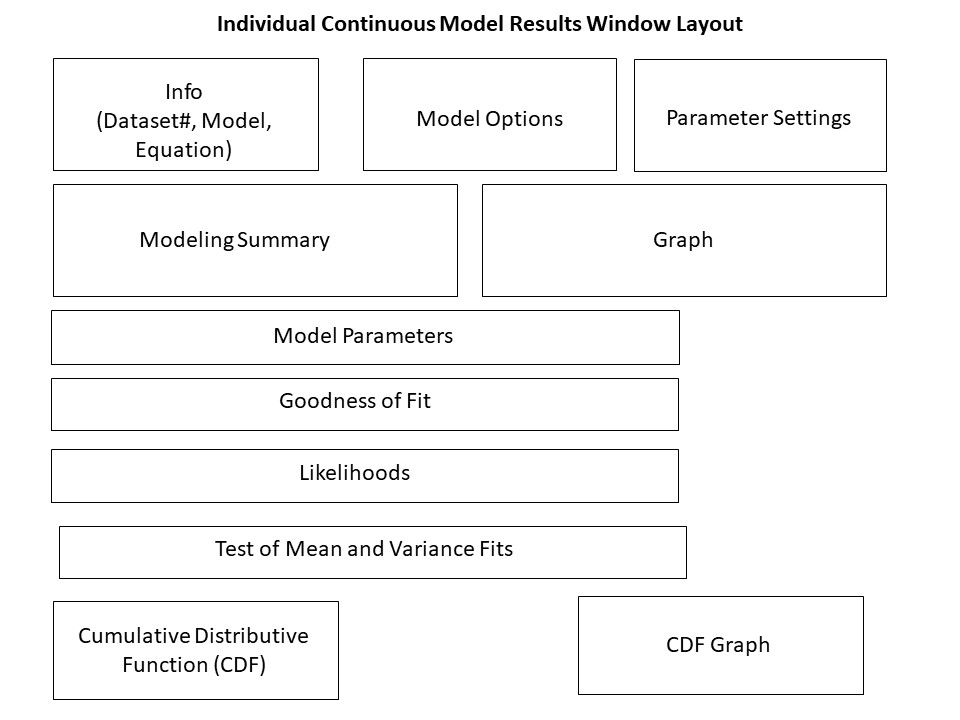 Individual Continuous Model Results Window Layout
Info
(Dataset#, Model,
Equation)
Model Options
Parameter Settings
Modeling Summary
Graph
Model Parameters
Goodness of Fit
Likelihoods
Test of Mean and Variance Fits
Cumulative Distributive
Function (CDF)
CDF Graph